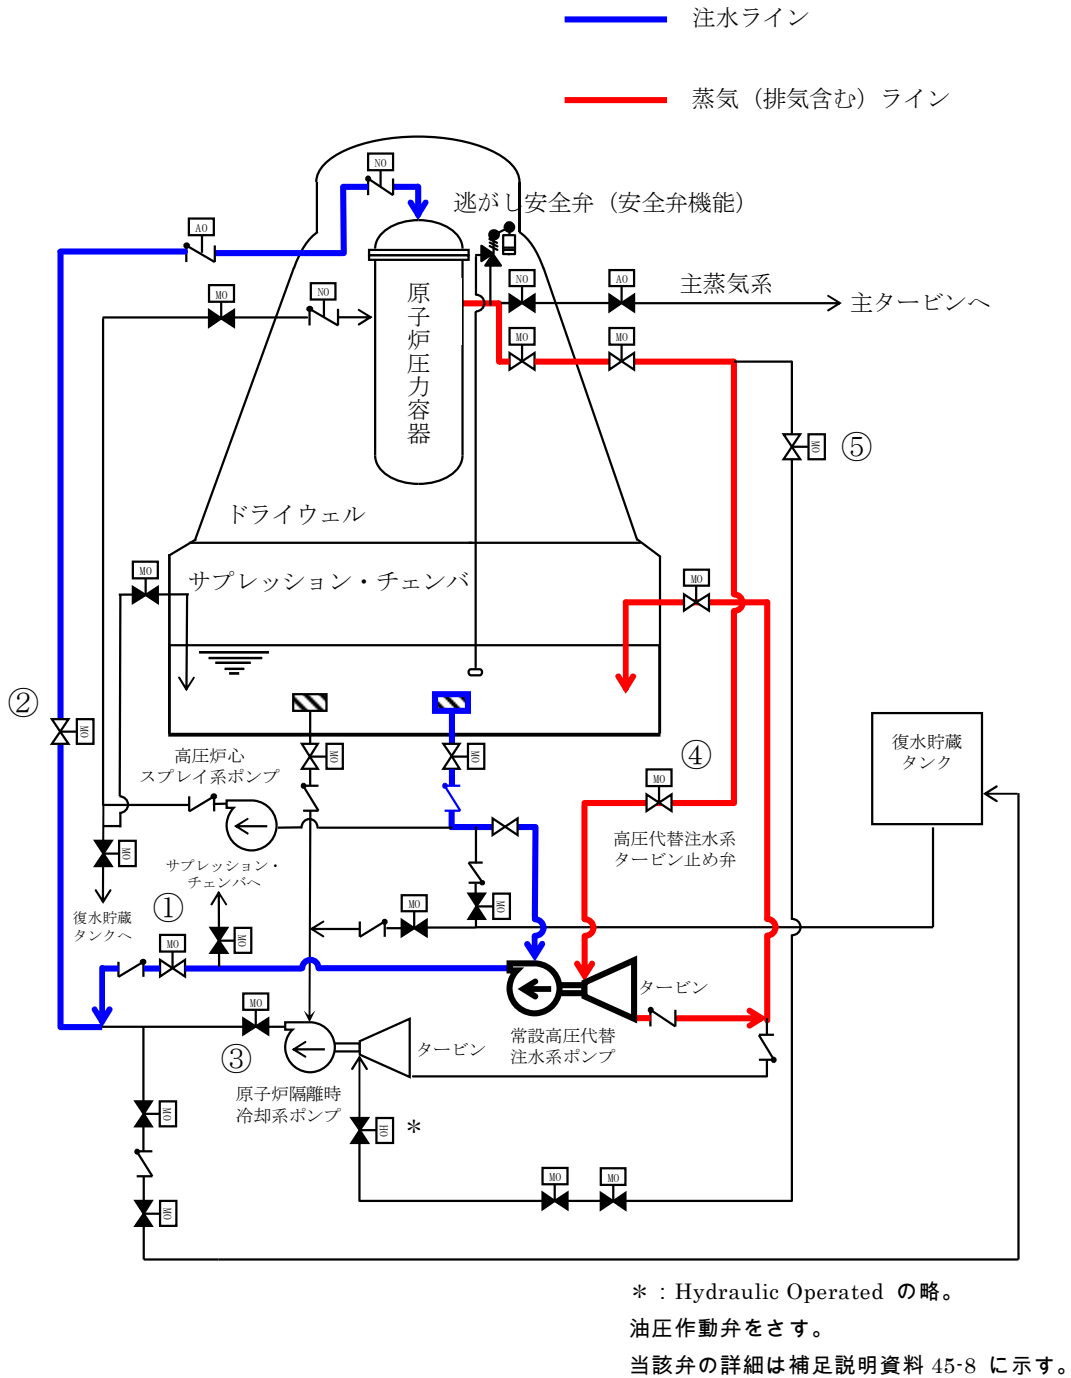 注水ライン
蒸気（排気含む）ライン
NO
逃がし安全弁（安全弁機能）
AO
MO
NO
NO
AO
主蒸気系
主タービンへ
原子炉圧力容器
MO
MO
MO
⑤
ドライウェル
サプレッション・チェンバ
MO
MO
②
MO
高圧炉心
スプレイ系ポンプ
MO
MO
④
MO
復水貯蔵
タンク
高圧代替注水系
タービン止め弁
MO
サプレッション・
チェンバへ
復水貯蔵
タンクへ
①
MO
MO
MO
MO
タービン
常設高圧代替
注水系ポンプ
MO
③
タービン
原子炉隔離時
冷却系ポンプ
MO
HO
＊
MO
MO
MO
＊：Hydraulic Operated の略。
油圧作動弁をさす。
当該弁の詳細は補足説明資料 45-8 に示す。